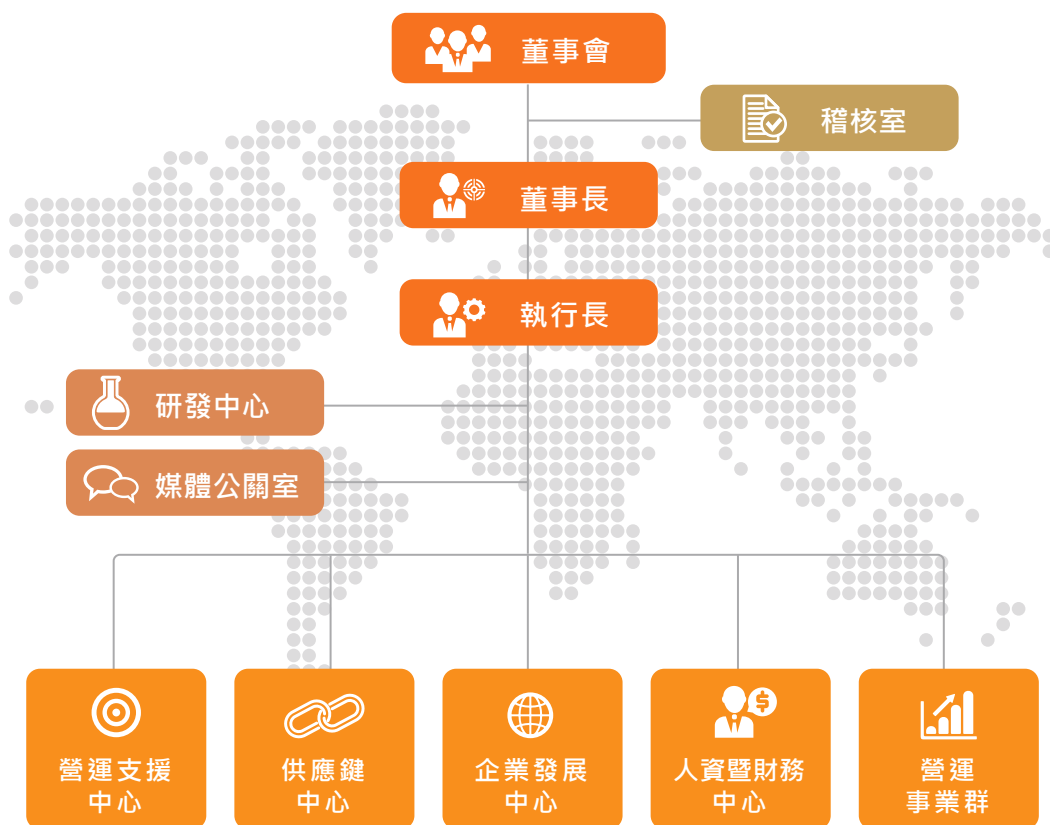 董事會
稽核室
董事長
執行長
研發中心
媒體公關室
營運支援
中心
供應鍵
中心
企業發展
中心
人資暨財務
中心
營運
事業群